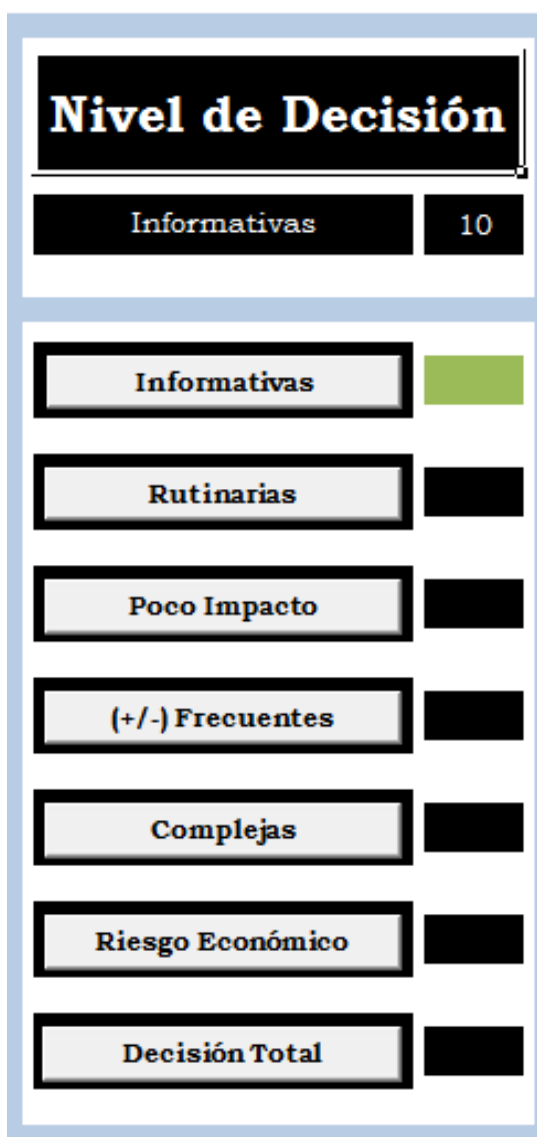 Nivel de Decisión
Informativas 10
Informativas
Rutinarias
Poco Impacto
(+/-) Frecuentes
Complejas
Riesgo Económico
Decisión Total